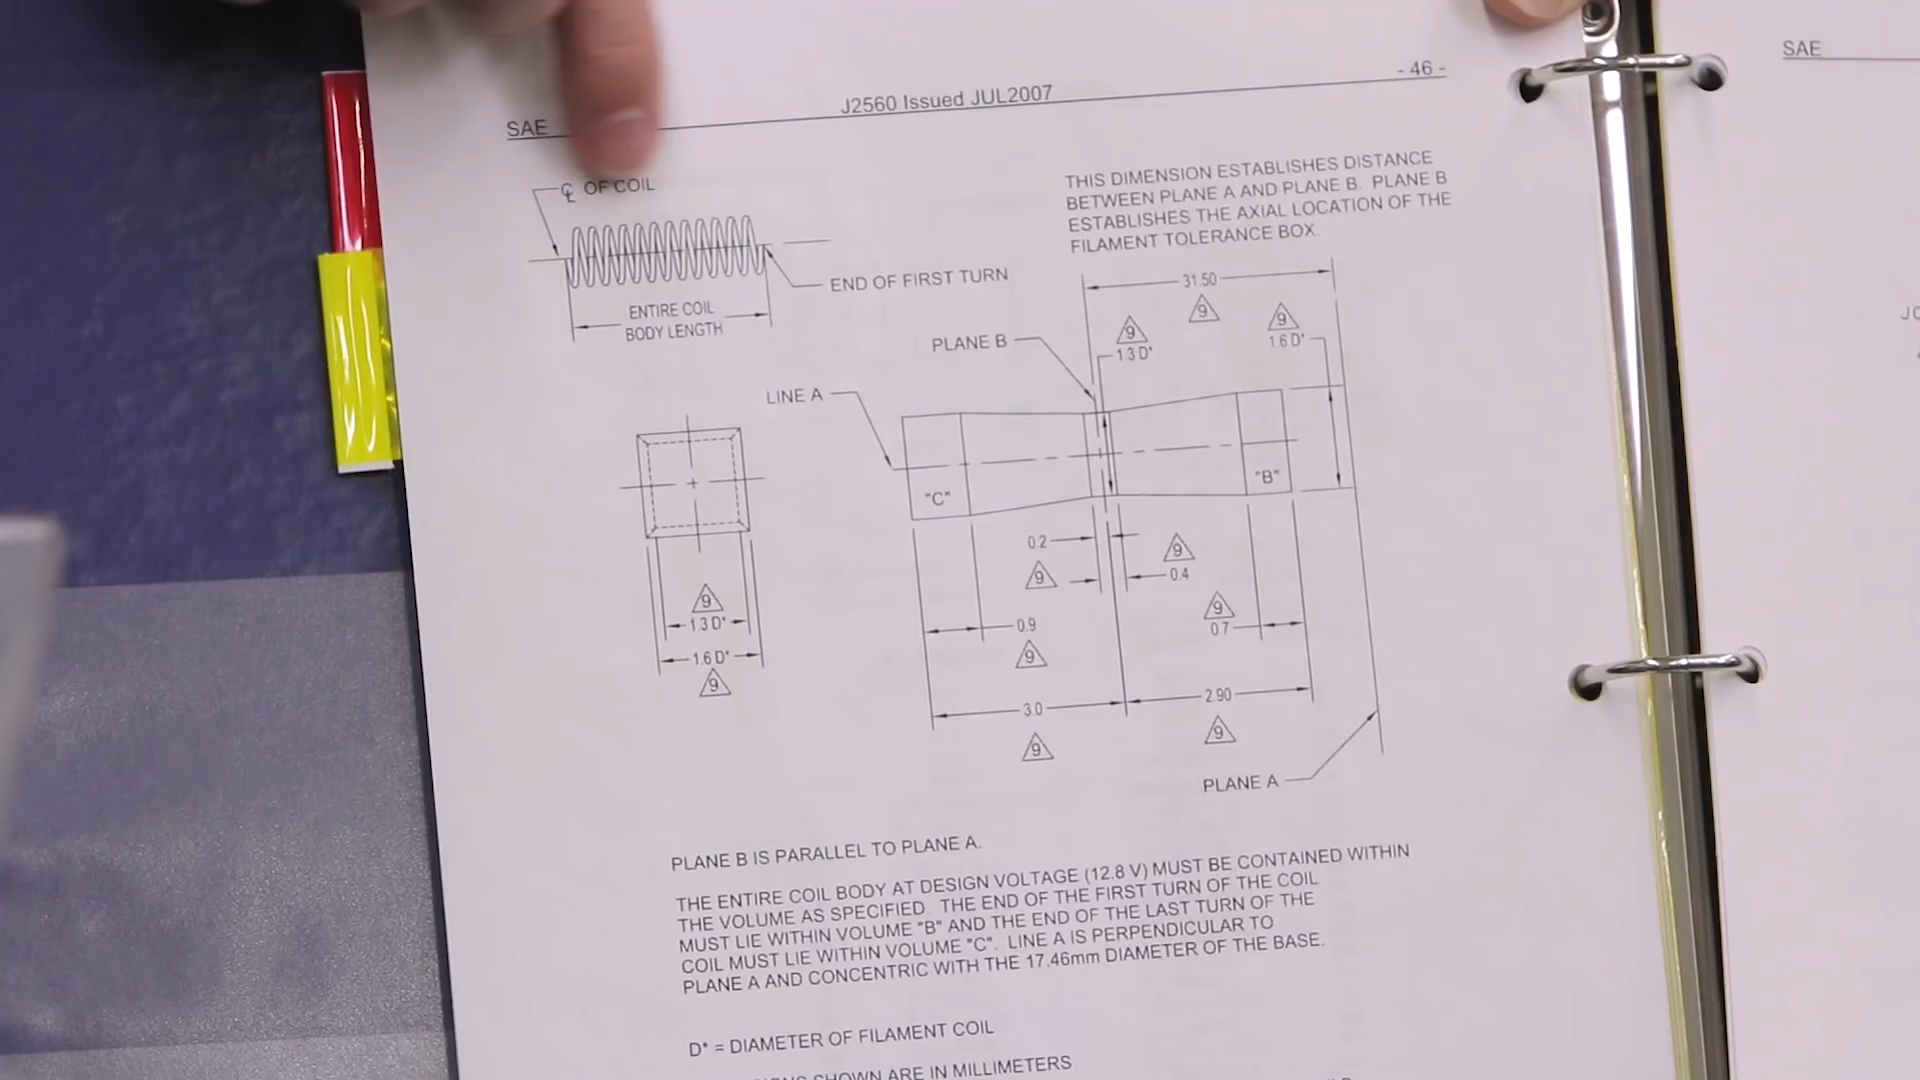 SAE
J2560 Issued JUL2007
- 46 -
SAE
℄ OF COIL
END OF FIRST TURN
ENTIRE COIL
BODY LENGTH
THIS DIMENSION ESTABLISHES DISTANCE
BETWEEN PLANE A AND PLANE B. PLANE B
ESTABLISHES THE AXIAL LOCATION OF THE
FILAMENT TOLERANCE BOX.
31.50
9
9
1.3 D*
9
1.6 D*
PLANE B
LINE A
"C"
"B"
0.2
9
9
0.4
9
1.3 D*
1.6 D*
9
0.9
9
9
0.7
3.0
9
2.90
9
PLANE A
PLANE B IS PARALLEL TO PLANE A.
THE ENTIRE COIL BODY AT DESIGN VOLTAGE (12.8 V) MUST BE CONTAINED WITHIN
THE VOLUME AS SPECIFIED. THE END OF THE FIRST TURN OF THE COIL
MUST LIE WITHIN VOLUME "B" AND THE END OF THE LAST TURN OF THE
COIL MUST LIE WITHIN VOLUME "C". LINE A IS PERPENDICULAR TO
PLANE A AND CONCENTRIC WITH THE 17.46mm DIAMETER OF THE BASE.
D* = DIAMETER OF FILAMENT COIL
SHOWN ARE IN MILLIMETERS